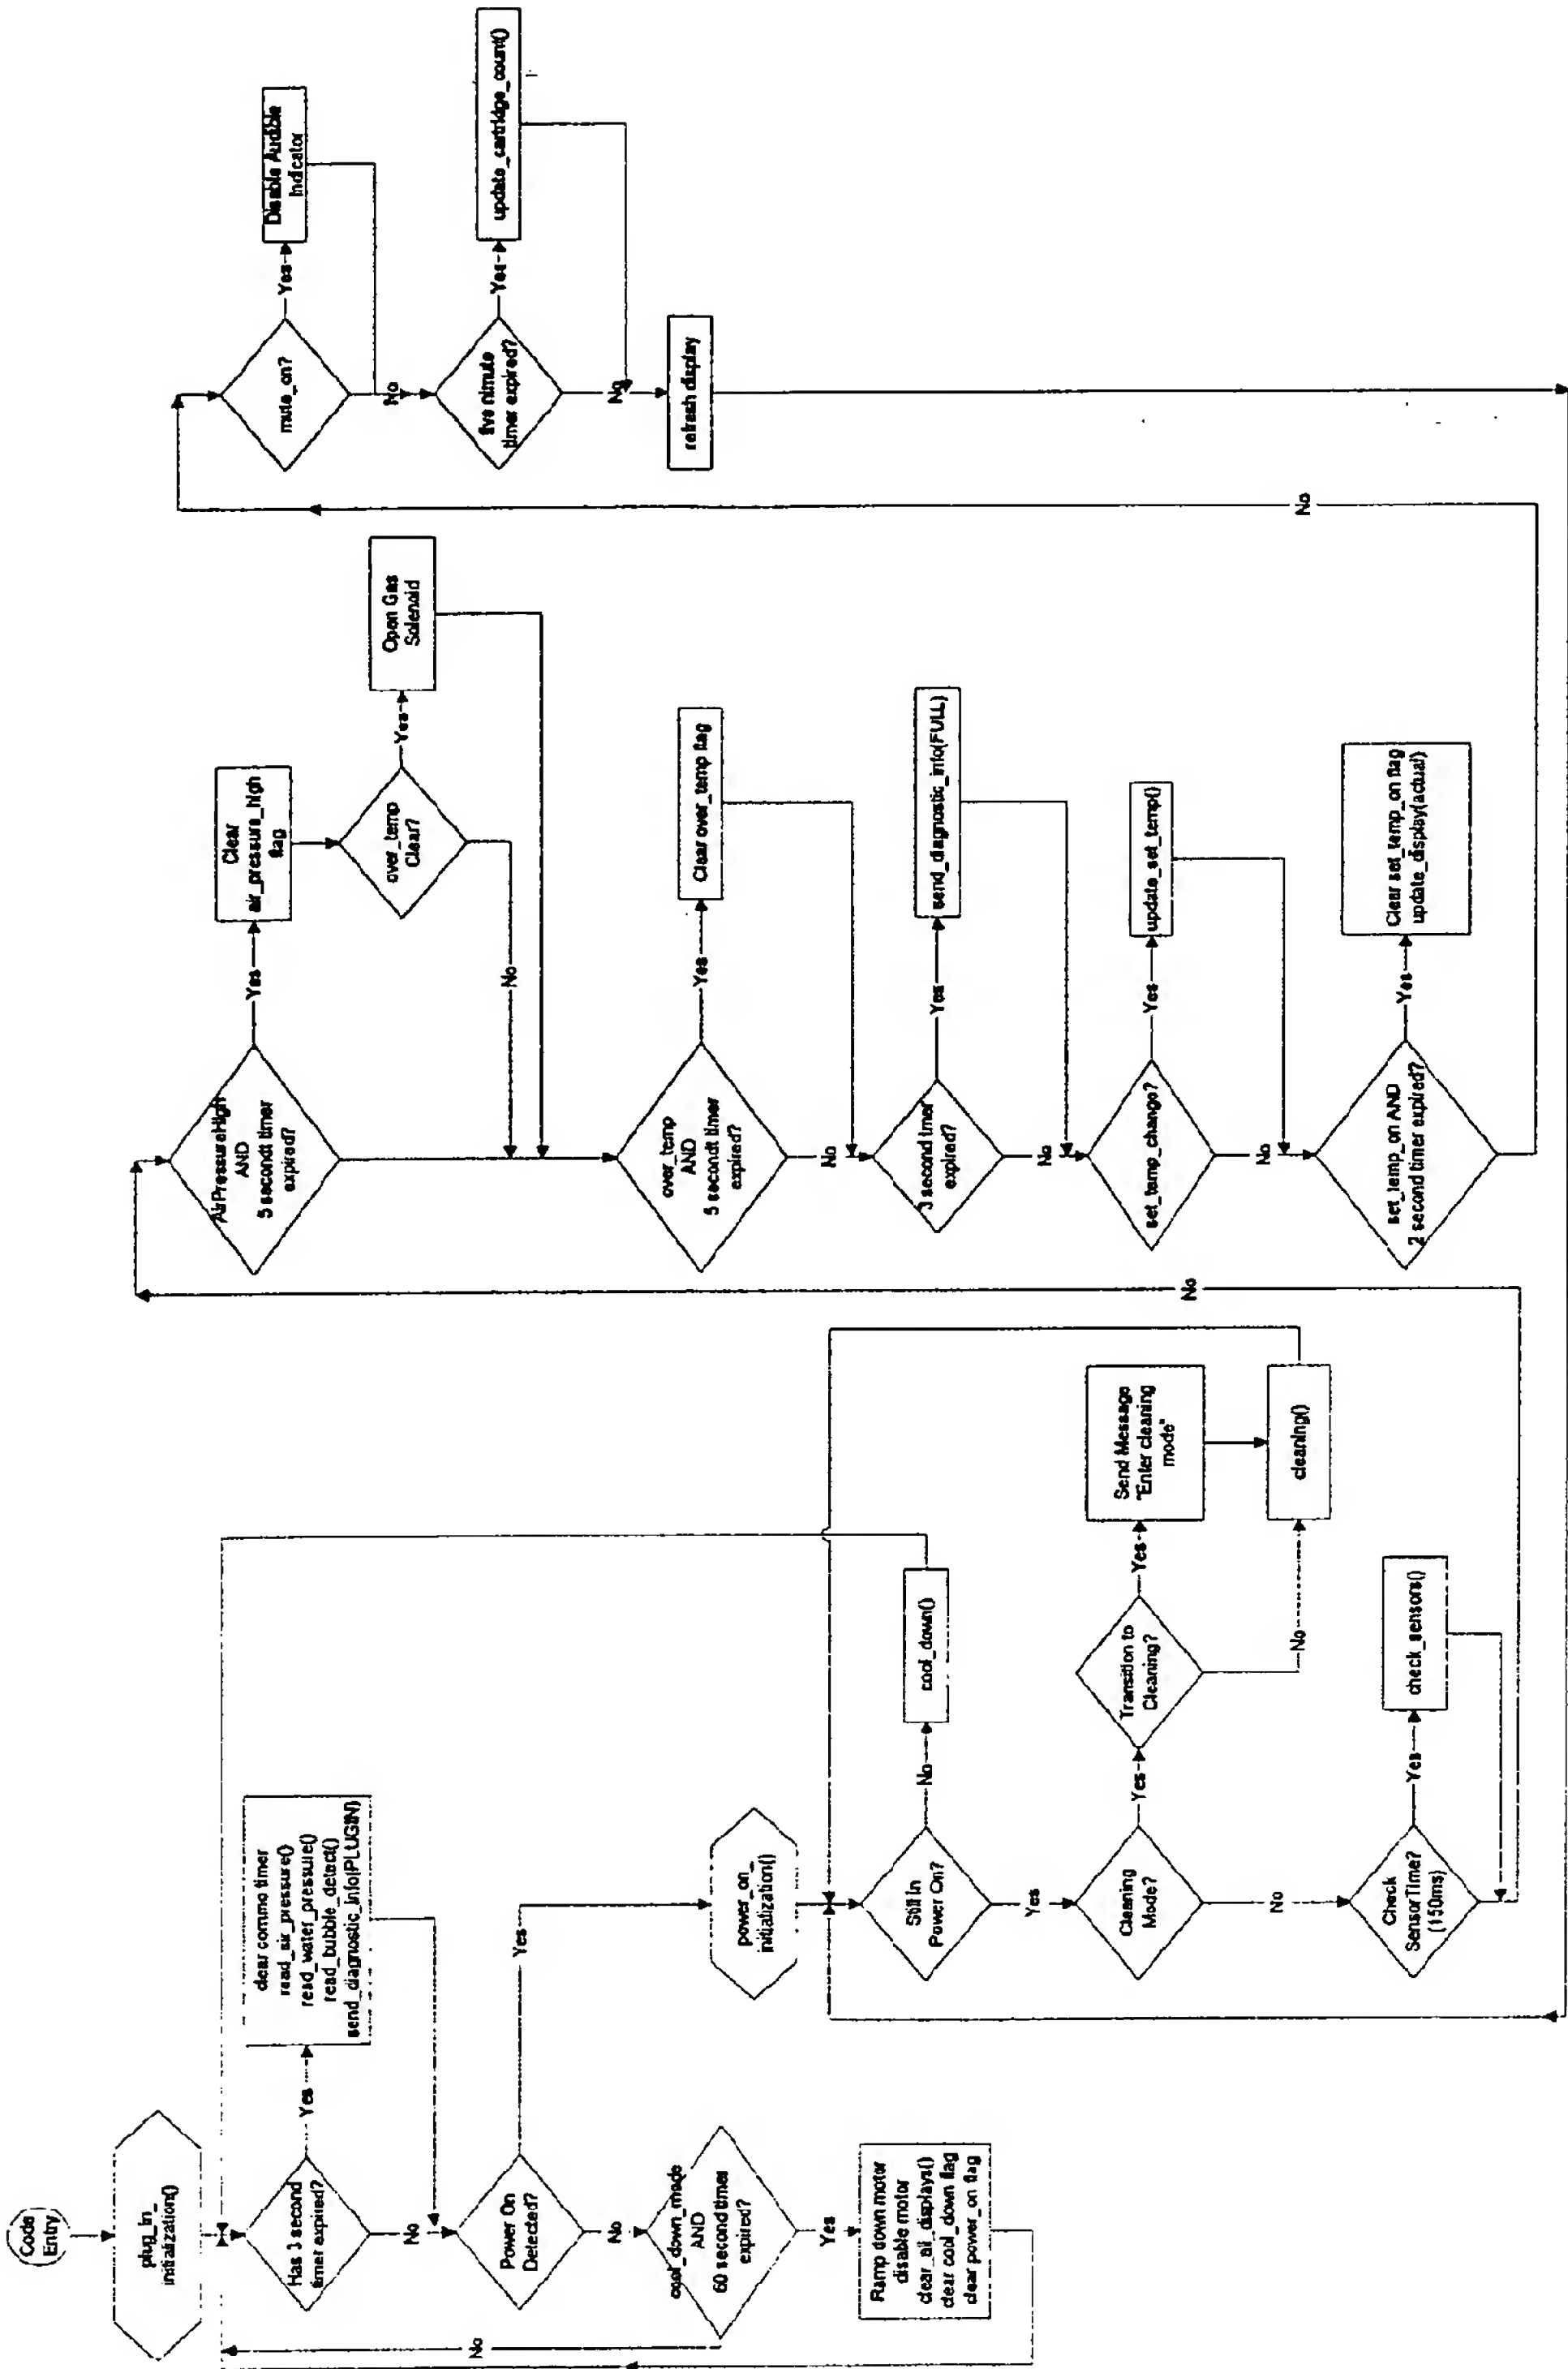 Code
Entry
plug_in_
initialization()
Has 3 second
timer expired?
Yes
clear commo timer
read_air_pressure()
read_water_pressure()
read_bubble_detect()
send_diagnostic_info(PLUGIN)
No
Power On
Detected?
Yes
No
cool_down_mode
AND
60 second timer
expired?
No
Yes
Ramp down motor
disable motor
clear_all_displays()
clear cool_down flag
clear power_on flag
power_on_
initialization()
Still In
Power On?
No
cool_down()
Yes
Cleaning
Mode?
Yes
Transition to
Cleaning?
Yes
Send Message
"Enter cleaning
mode"
No
cleaning()
No
Check
SensorTime?
(150ms)
Yes
check_sensors()
No
AirPressureHigh
AND
5 secondt timer
expired?
Yes
Clear
air_pressure_high
flag
over_temp
Clear?
Yes
Open Gas
Solenoid
No
over_temp
AND
5 secondt timer
expired?
Yes
Clear over_temp flag
No
3 second timer
expired?
Yes
send_diagnostic_info(FULL)
No
set_temp_change?
Yes
update_set_temp()
No
set_temp_on AND
2 second timer expired?
Yes
Clear set_temp_on flag
update_display(actual)
No
mute_on?
Yes
Disable Audible
Indicator
No
five nimute
timer expired?
Yes
update_cartridge_count()
No
refresh display